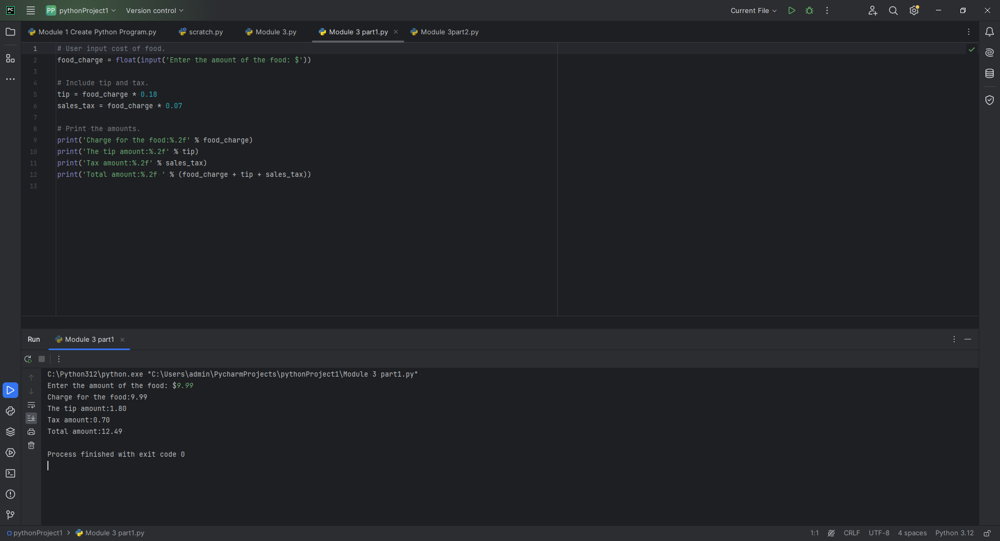 PC
PP pythonProject1 Version control Current File
Module 1 Create Python Program.py scratch.py Module 3.py Module 3 part1.py Module 3part2.py
1 # User input cost of food.
2 food_charge = float(input('Enter the amount of the food: $'))
3
4 # Include tip and tax.
5 tip = food_charge * 0.18
6 sales_tax = food_charge * 0.07
7
8 # Print the amounts.
9 print('Charge for the food:%.2f' % food_charge)
10 print('The tip amount:%.2f' % tip)
11 print('Tax amount:%.2f' % sales_tax)
12 print('Total amount:%.2f ' % (food_charge + tip + sales_tax))
13
Run Module 3 part1
C:\Python312\python.exe "C:\Users\admin\PycharmProjects\pythonProject1\Module 3 part1.py"
Enter the amount of the food: $9.99
Charge for the food:9.99
The tip amount:1.80
Tax amount:0.70
Total amount:12.49
Process finished with exit code 0
pythonProject1 > Module 3 part1.py 1:1 CRLF UTF-8 4 spaces Python 3.12